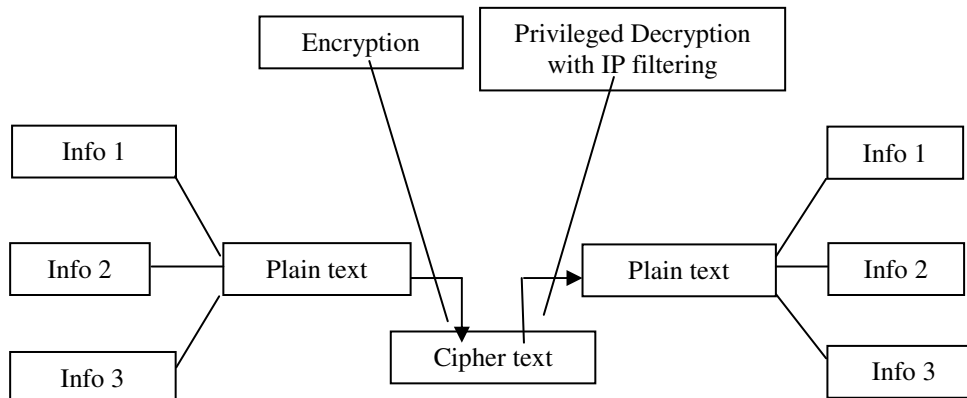 Encryption
Privileged Decryption
with IP filtering
Info 1
Info 1
Info 2
Plain text
Plain text
Info 2
Cipher text
Info 3
Info 3